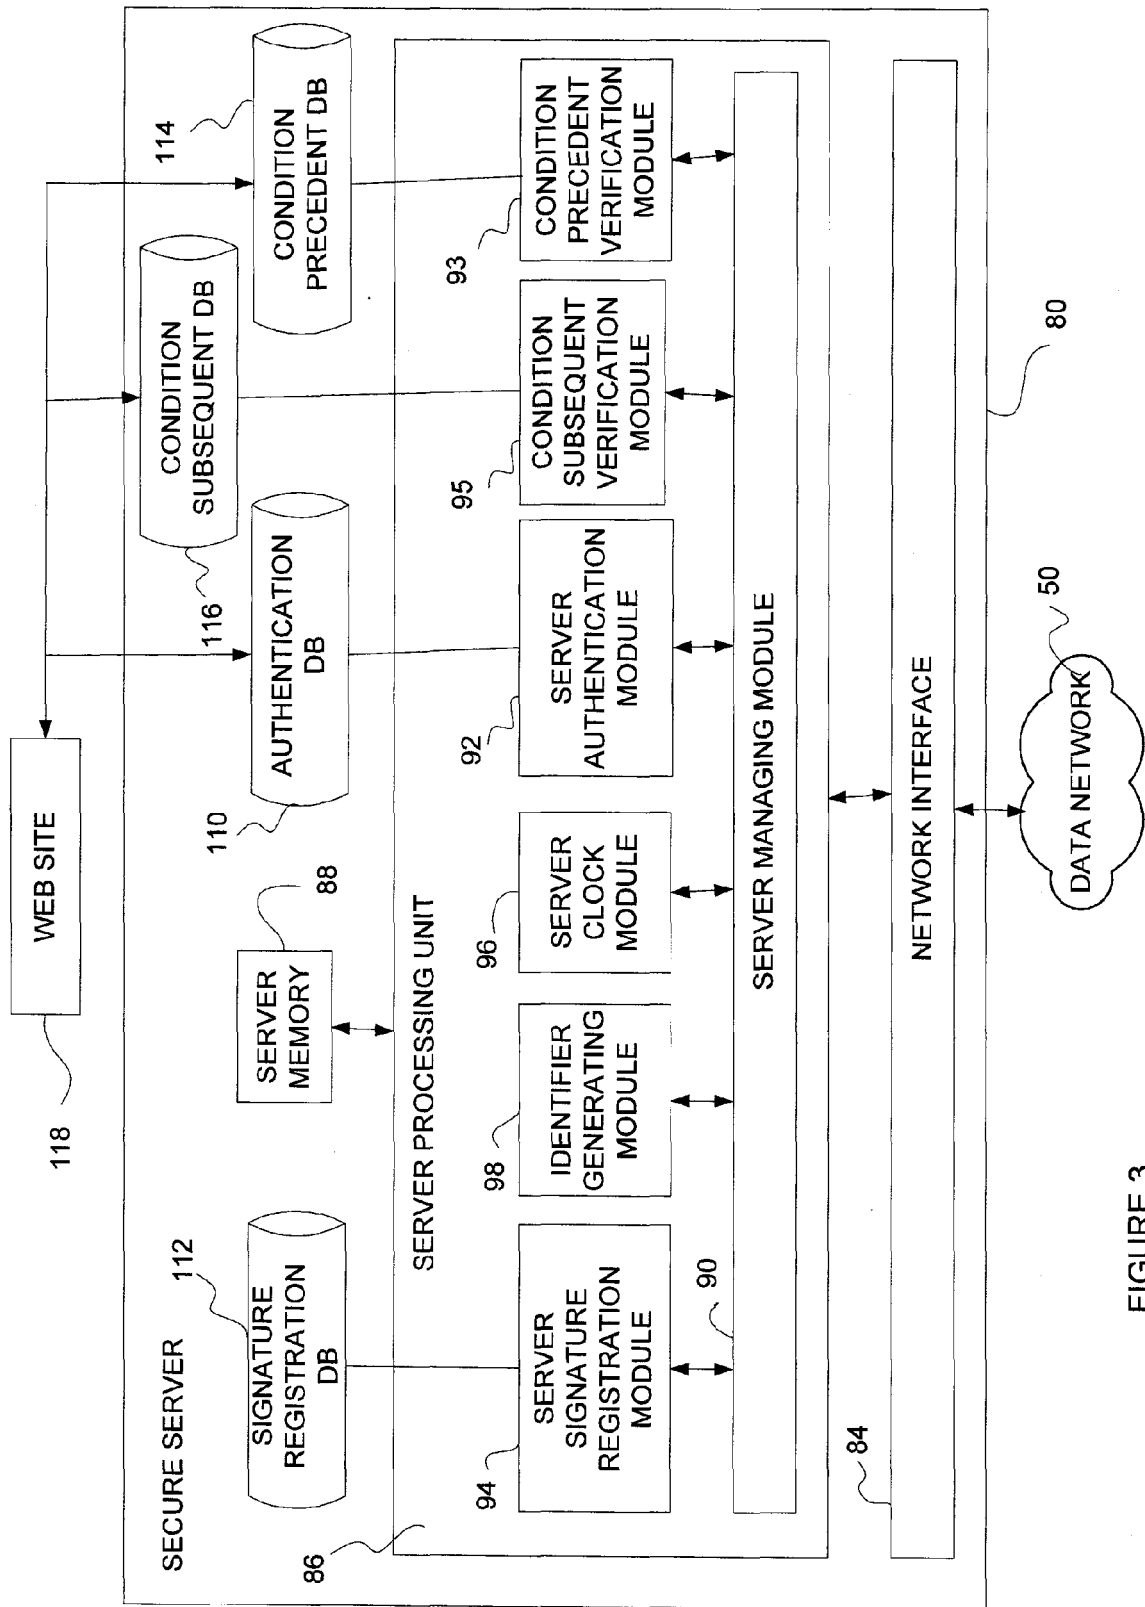 118
WEB SITE
SECURE SERVER
112
SIGNATURE
REGISTRATION
DB
SERVER
MEMORY
88
110
AUTHENTICATION
DB
116
CONDITION
SUBSEQUENT DB
114
CONDITION
PRECEDENT DB
86
SERVER PROCESSING UNIT
94
SERVER
SIGNATURE
REGISTRATION
MODULE
98
IDENTIFIER
GENERATING
MODULE
96
SERVER
CLOCK
MODULE
92
SERVER
AUTHENTICATION
MODULE
95
CONDITION
SUBSEQUENT
VERIFICATION
MODULE
93
CONDITION
PRECEDENT
VERIFICATION
MODULE
90
SERVER MANAGING MODULE
84
NETWORK INTERFACE
80
DATA NETWORK
50
FIGURE 3